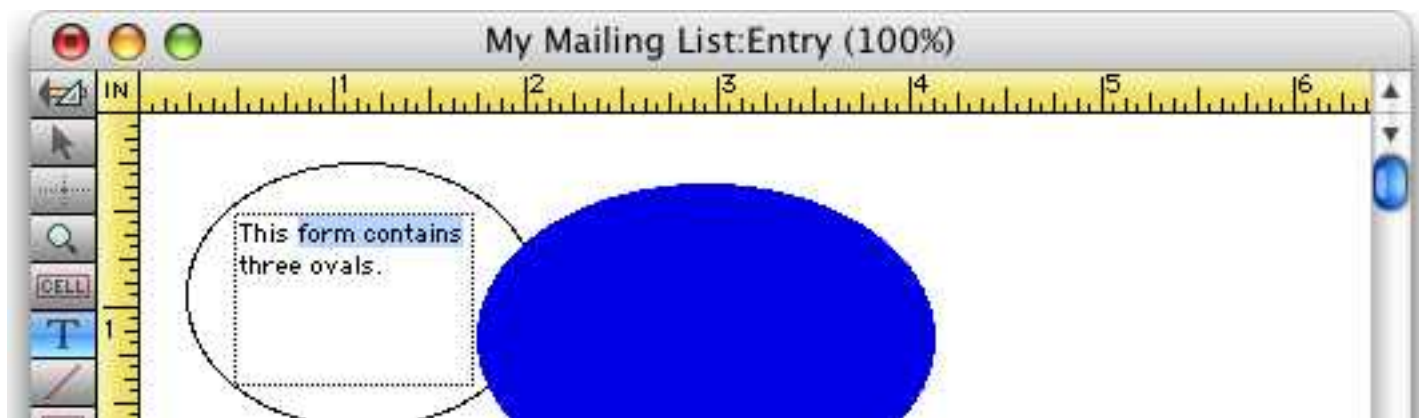 My Mailing List:Entry (100%)
IN 1 2 3 4 5 6
This form contains
three ovals.
CELL
T
1